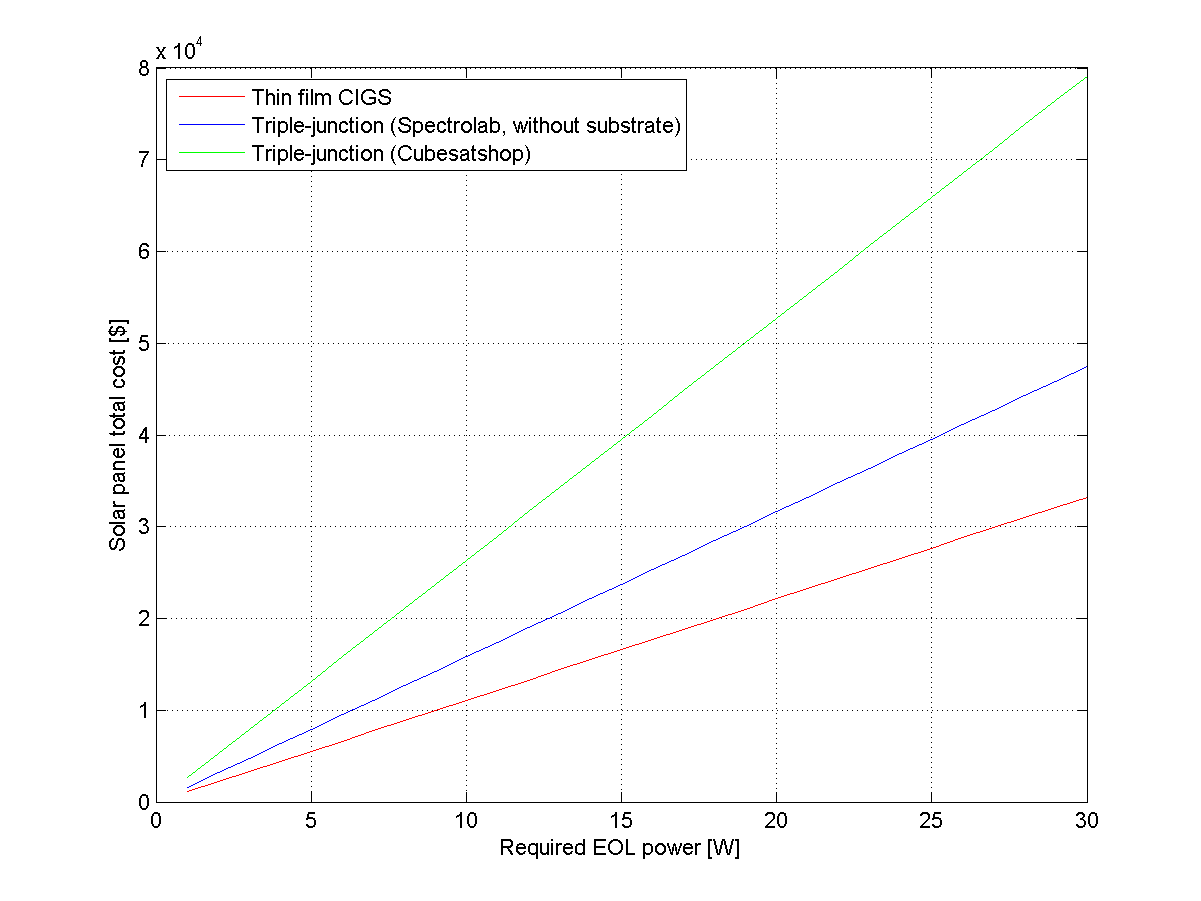 x 10^4
8
7
6
5
4
3
2
1
0
Solar panel total cost [$]
Thin film CIGS
Triple-junction (Spectrolab, without substrate)
Triple-junction (Cubesatshop)
0 5 10 15 20 25 30
Required EOL power [W]